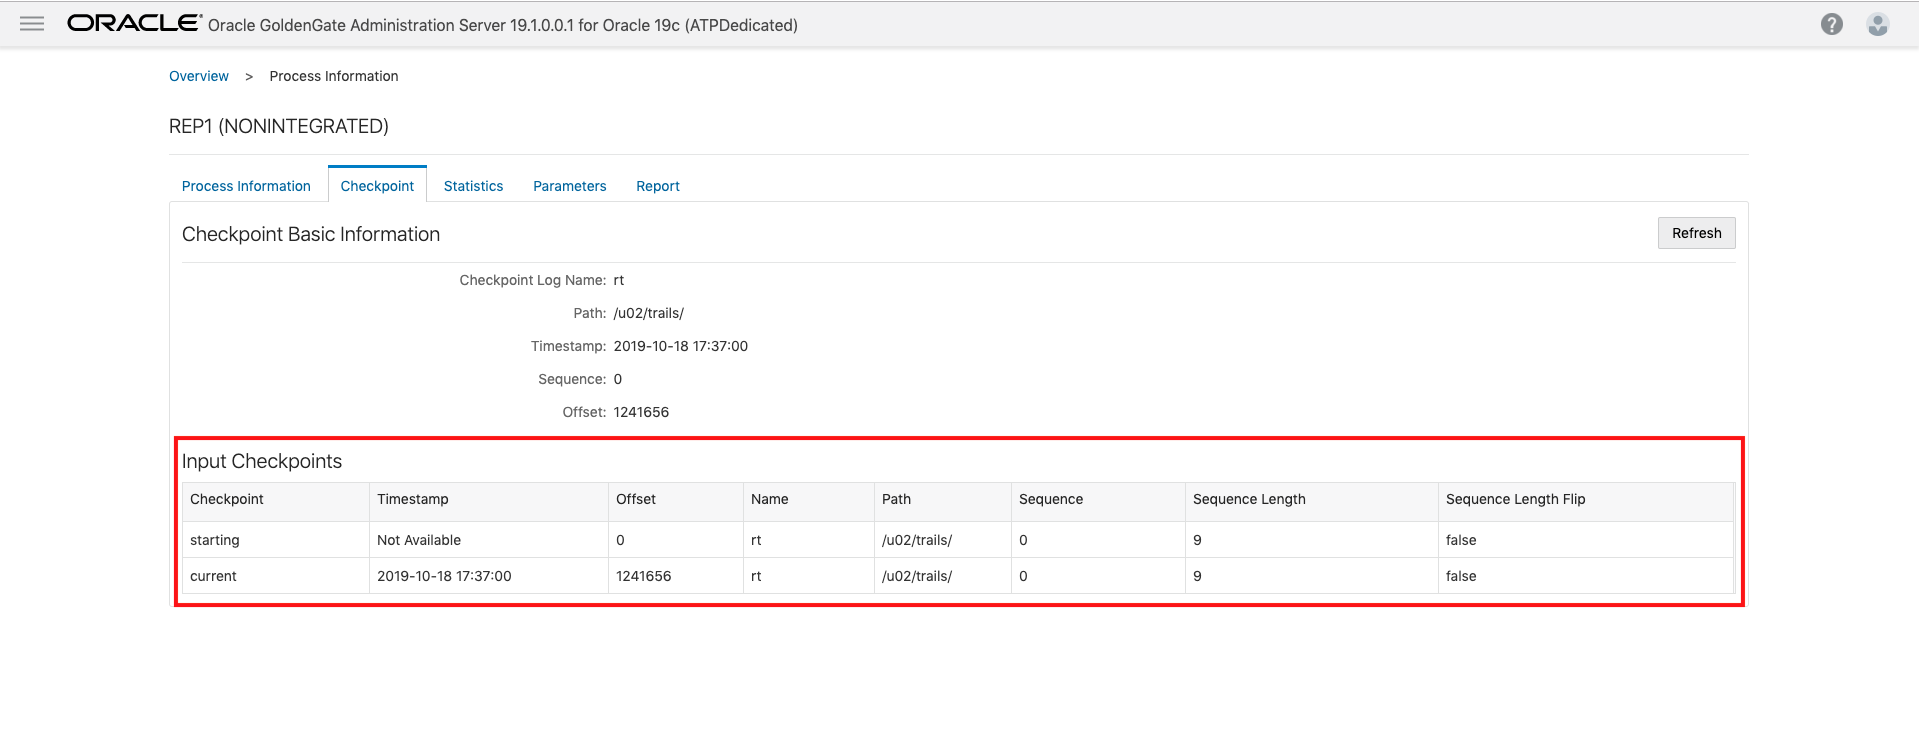 ORACLE Oracle GoldenGate Administration Server 19.1.0.0.1 for Oracle 19c (ATPDedicated) ?
Overview > Process Information
REP1 (NONINTEGRATED)
Process Information Checkpoint Statistics Parameters Report
Checkpoint Basic Information Refresh
Checkpoint Log Name: rt
Path: /u02/trails/
Timestamp: 2019-10-18 17:37:00
Sequence: 0
Offset: 1241656
Input Checkpoints
Checkpoint Timestamp Offset Name Path Sequence Sequence Length Sequence Length Flip
starting Not Available 0 rt /u02/trails/ 0 9 false
current 2019-10-18 17:37:00 1241656 rt /u02/trails/ 0 9 false